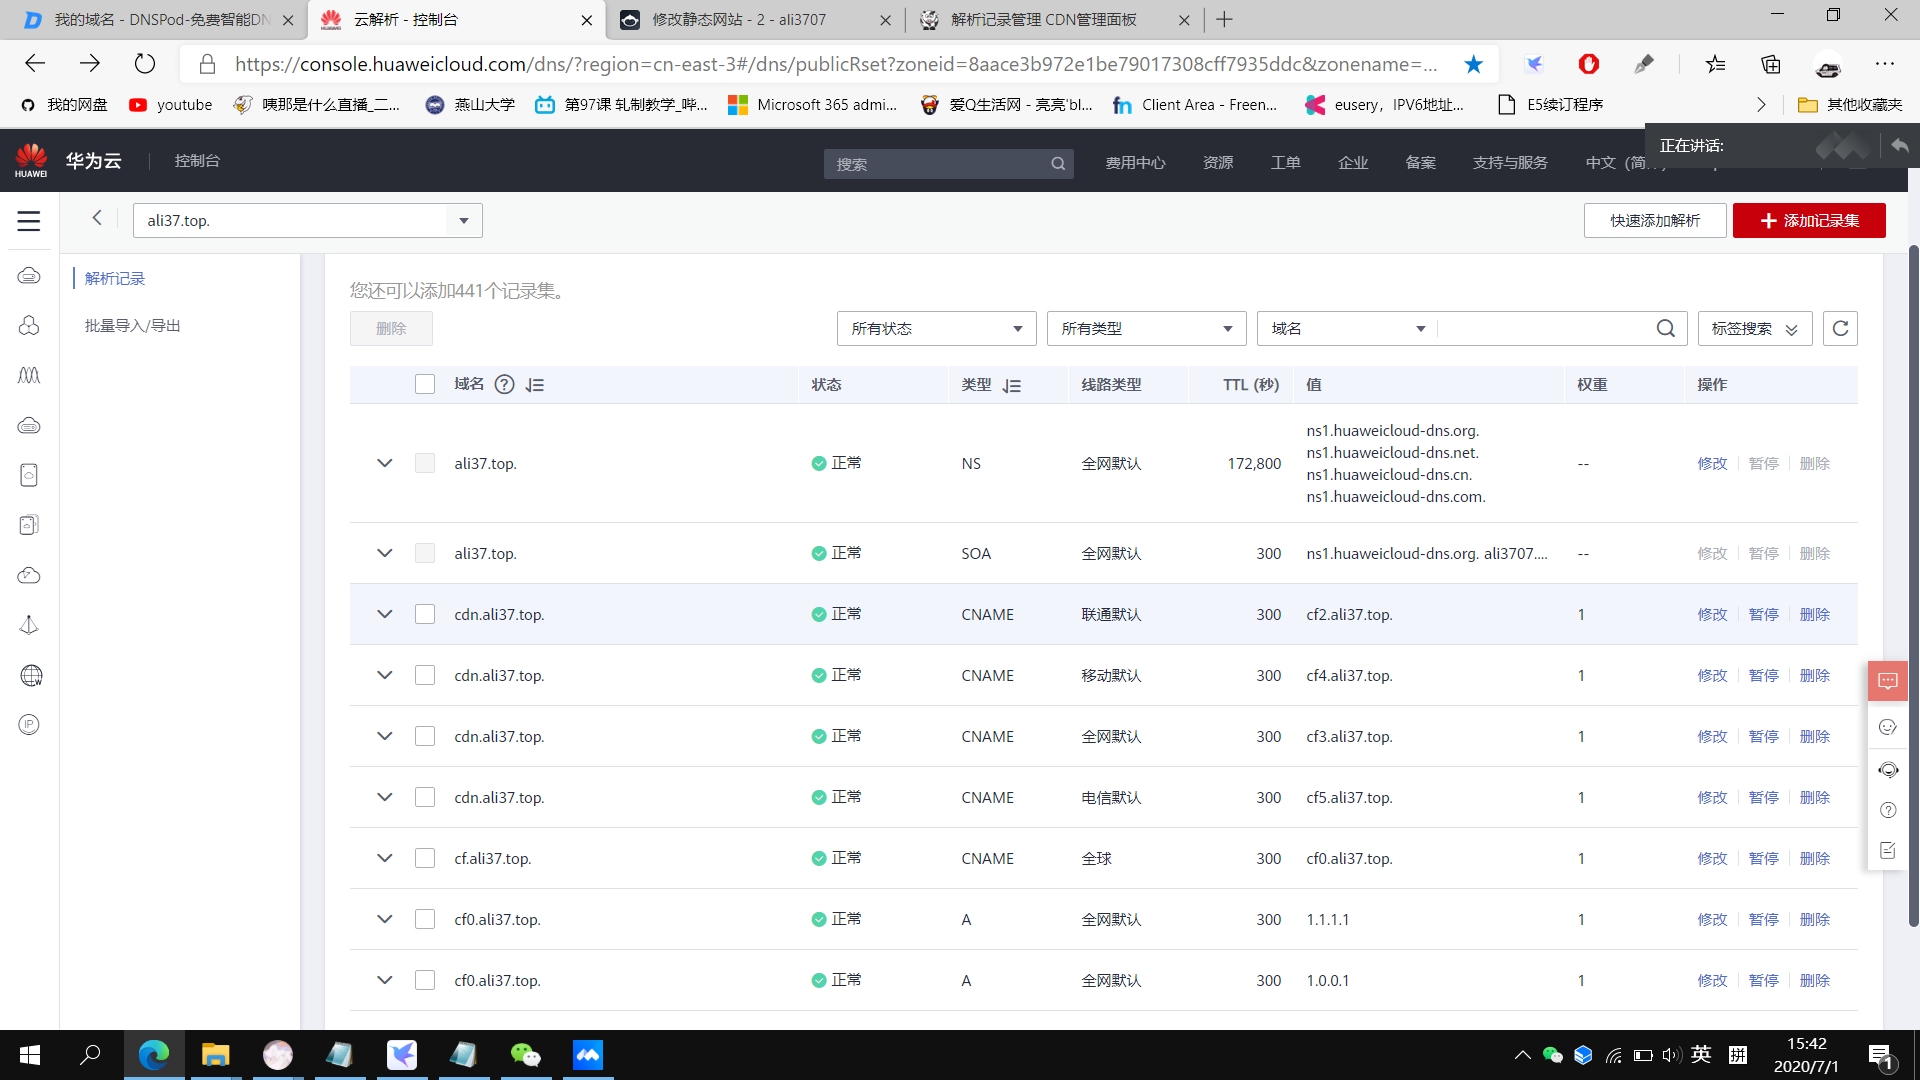 我的域名 - DNSPod-免费智能DN
云解析 - 控制台
修改静态网站 - 2 - ali3707
解析记录管理 CDN管理面板
https://console.huaweicloud.com/dns/?region=cn-east-3#/dns/publicRset?zoneid=8aace3b972e1be79017308cff7935ddc&zonename=...
我的网盘
youtube
咦那是什么直播_二...
燕山大学
第97课 轧制教学_哔...
Microsoft 365 admi...
爱Q生活网 - 亮亮'bl...
Client Area - Freen...
eusery，IPV6地址...
E5续订程序
其他收藏夹
正在讲话:
HUAWEI
华为云
控制台
搜索
费用中心
资源
工单
企业
备案
支持与服务
中文（简
ali37.top.
快速添加解析
添加记录集
解析记录
批量导入/导出
您还可以添加441个记录集。
删除
所有状态
所有类型
域名
标签搜索
域名 状态 类型 线路类型 TTL (秒) 值 权重 操作
ali37.top. 正常 NS 全网默认 172,800 ns1.huaweicloud-dns.org.
ns1.huaweicloud-dns.net.
ns1.huaweicloud-dns.cn.
ns1.huaweicloud-dns.com.
-- 修改 暂停 删除
ali37.top. 正常 SOA 全网默认 300 ns1.huaweicloud-dns.org. ali3707.... -- 修改 暂停 删除
cdn.ali37.top. 正常 CNAME 联通默认 300 cf2.ali37.top. 1 修改 暂停 删除
cdn.ali37.top. 正常 CNAME 移动默认 300 cf4.ali37.top. 1 修改 暂停 删除
cdn.ali37.top. 正常 CNAME 全网默认 300 cf3.ali37.top. 1 修改 暂停 删除
cdn.ali37.top. 正常 CNAME 电信默认 300 cf5.ali37.top. 1 修改 暂停 删除
cf.ali37.top. 正常 CNAME 全球 300 cf0.ali37.top. 1 修改 暂停 删除
cf0.ali37.top. 正常 A 全网默认 300 1.1.1.1 1 修改 暂停 删除
cf0.ali37.top. 正常 A 全网默认 300 1.0.0.1 1 修改 暂停 删除
英
拼
15:42
2020/7/1
1